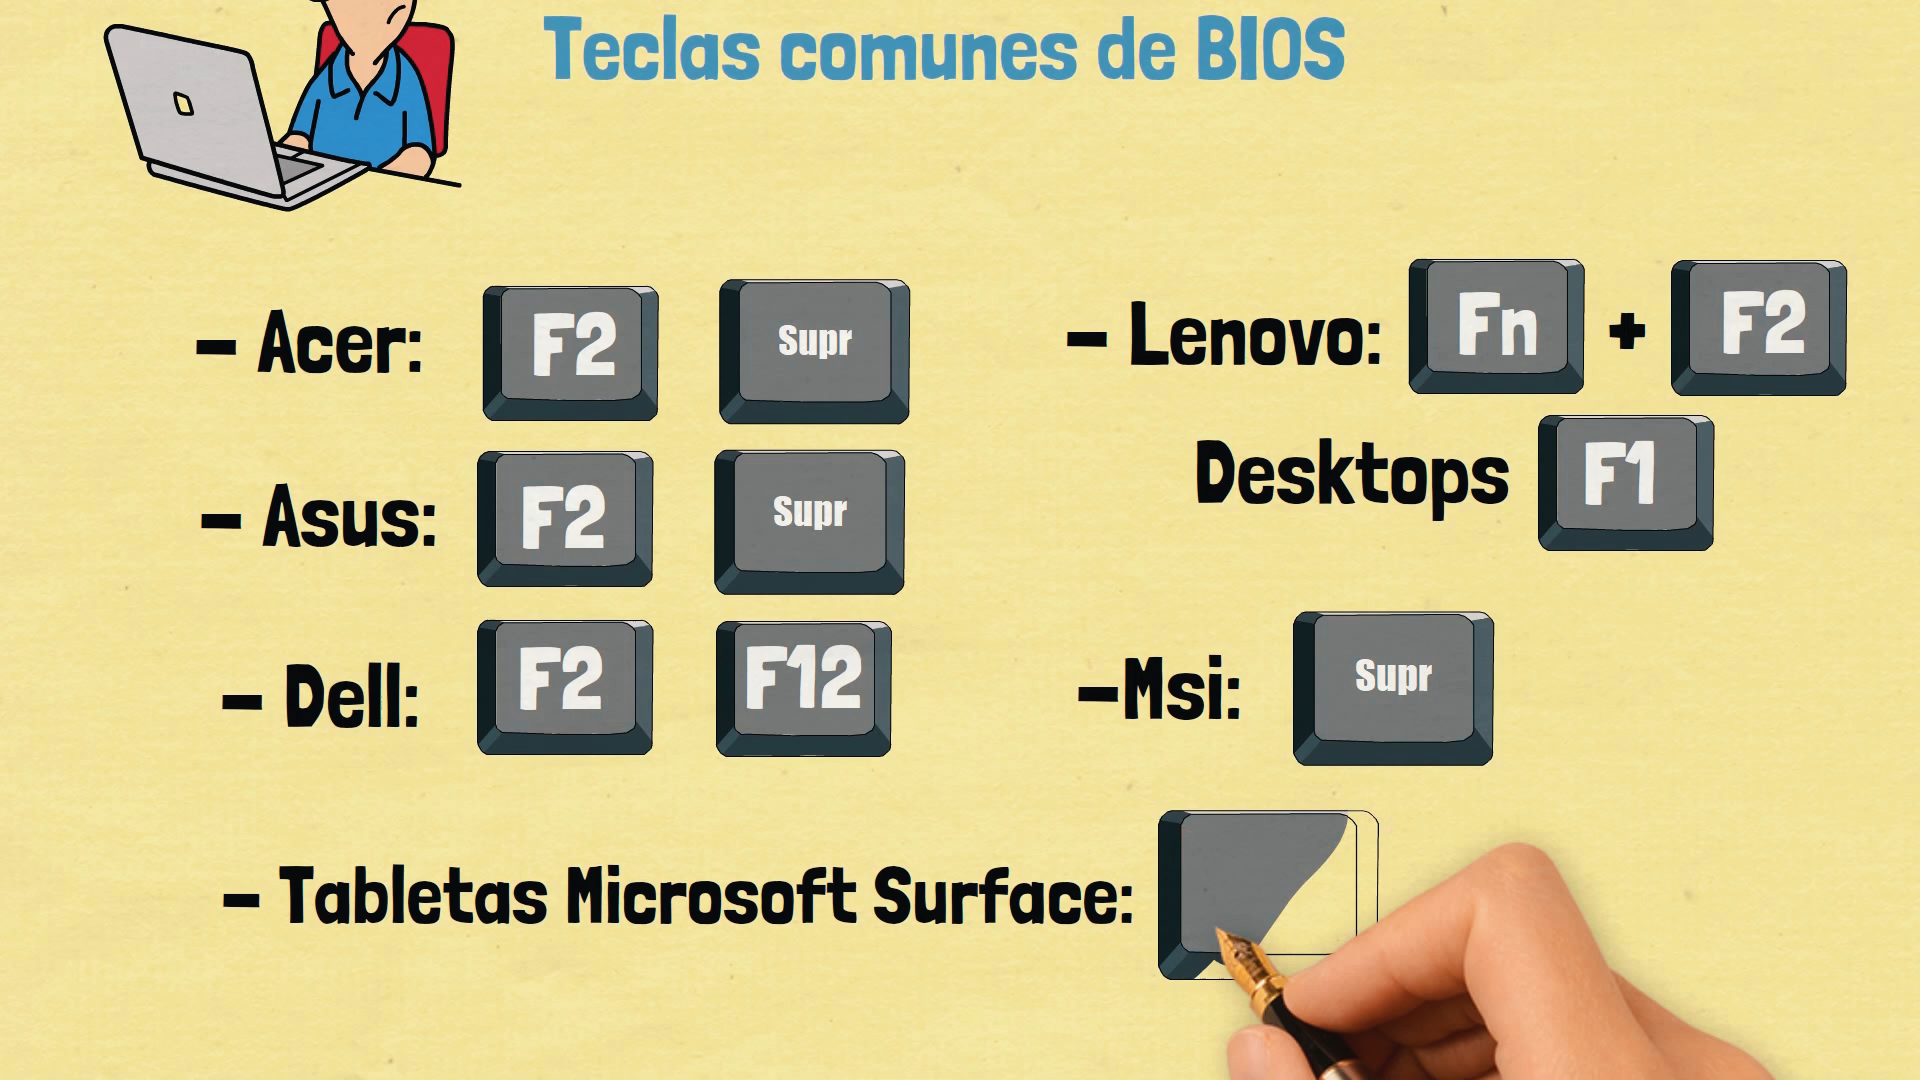 Teclas comunes de BIOS
- Acer: F2 Supr
- Asus: F2 Supr
- Dell: F2 F12
- Lenovo: Fn + F2
Desktops F1
-Msi: Supr
- Tabletas Microsoft Surface: